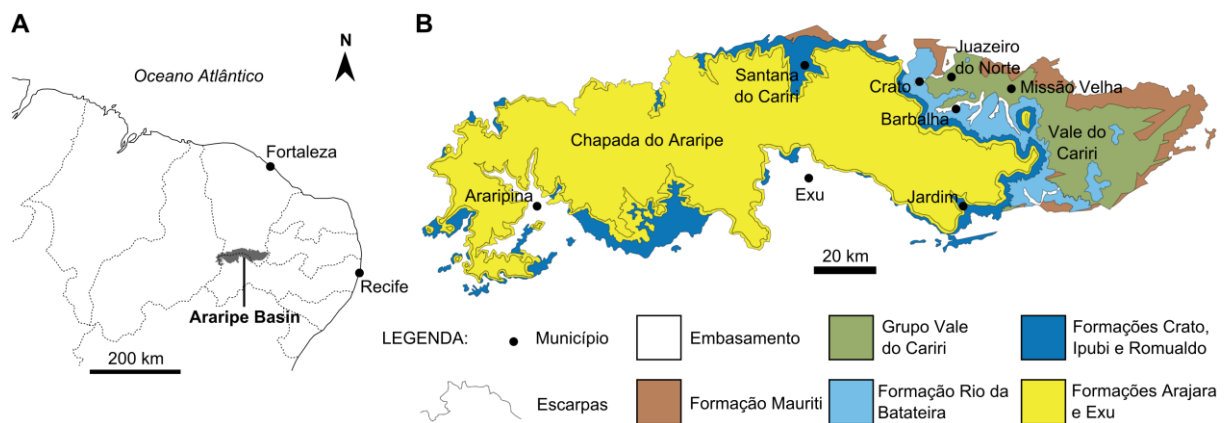 A
N
Oceano Atlântico
Fortaleza
Recife
Araripe Basin
200 km
B
Juazeiro
do Norte
Santana
do Cariri
Crato
Missão Velha
Barbalha
Chapada do Araripe
Vale do
Cariri
Araripina
Exu
Jardim
20 km
LEGENDA:
Município
Embasamento
Grupo Vale
do Cariri
Formações Crato,
Ipubi e Romualdo
Escarpas
Formação Mauriti
Formação Rio da
Batateira
Formações Arajara
e Exu